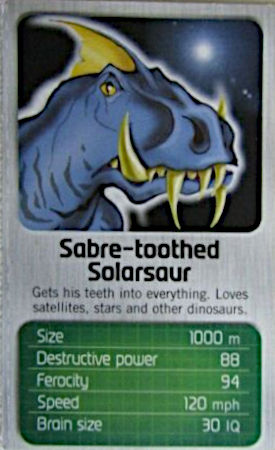 Sabre-toothed
Solarsaur
Gets his teeth into everything. Loves
satellites, stars and other dinosaurs.
Size 1000 m
Destructive power 88
Ferocity 94
Speed 120 mph
Brain size 30 IQ